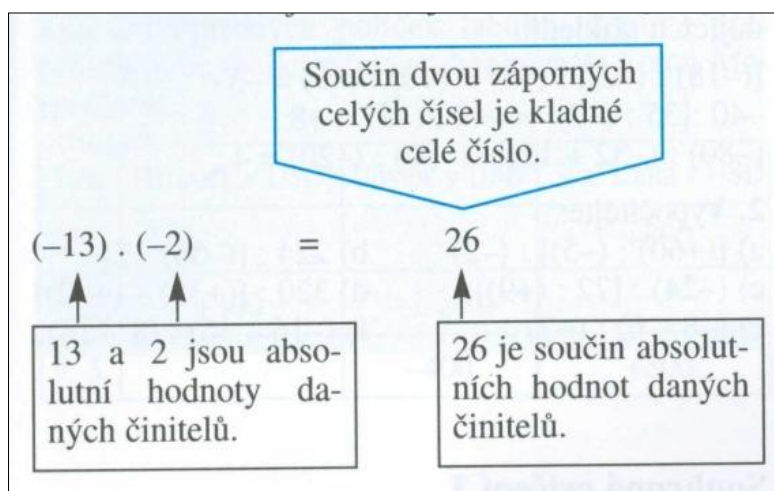 Součin dvou záporných
celých čísel je kladné
celé číslo.
(–13) . (–2) = 26
13 a 2 jsou abso-
lutní hodnoty da-
ných činitelů.
26 je součin absolut-
ních hodnot daných
činitelů.